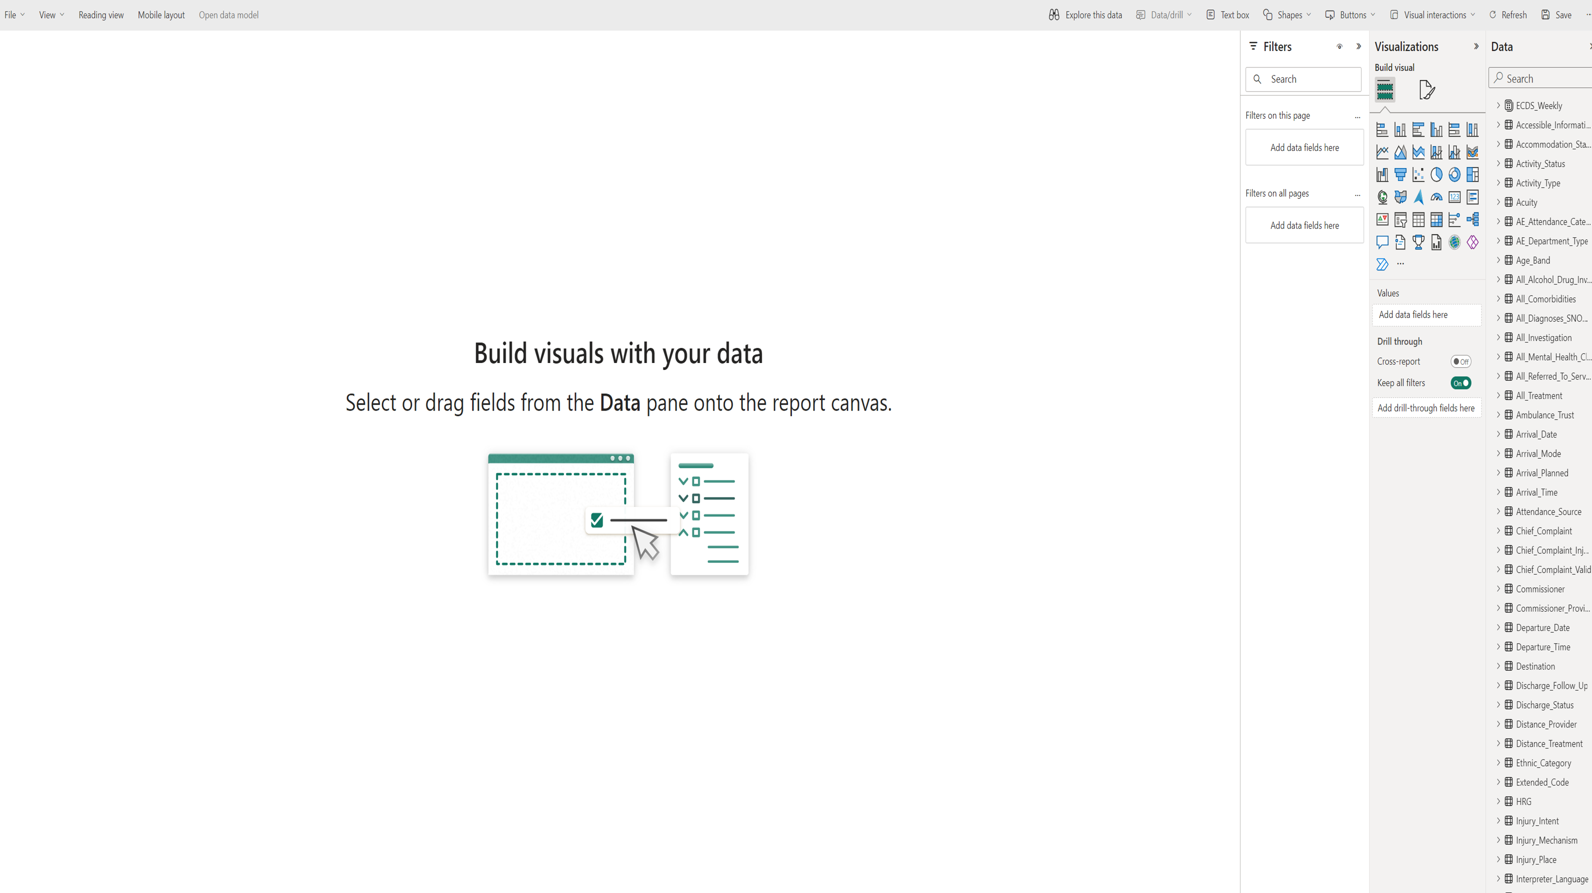 File View Reading view Mobile layout Open data model Explore this data Data/drill Text box Shapes Buttons Visual interactions Refresh Save ...
Filters
Search
Filters on this page ...
Add data fields here
Filters on all pages ...
Add data fields here
Build visuals with your data
Select or drag fields from the Data pane onto the report canvas.
Visualizations
Build visual
...
Values
Add data fields here
Drill through
Cross-report Off
Keep all filters On
Add drill-through fields here
Data
Search
ECDS_Weekly
Accessible_Informati...
Accommodation_Sta...
Activity_Status
Activity_Type
Acuity
AE_Attendance_Cate...
AE_Department_Type
Age_Band
All_Alcohol_Drug_Inv...
All_Comorbidities
All_Diagnoses_SNO...
All_Investigation
All_Mental_Health_Cl...
All_Referred_To_Serv...
All_Treatment
Ambulance_Trust
Arrival_Date
Arrival_Mode
Arrival_Planned
Arrival_Time
Attendance_Source
Chief_Complaint
Chief_Complaint_Inj...
Chief_Complaint_Valid
Commissioner
Commissioner_Provi...
Departure_Date
Departure_Time
Destination
Discharge_Follow_Up
Discharge_Status
Distance_Provider
Distance_Treatment
Ethnic_Category
Extended_Code
HRG
Injury_Intent
Injury_Mechanism
Injury_Place
Interpreter_Language